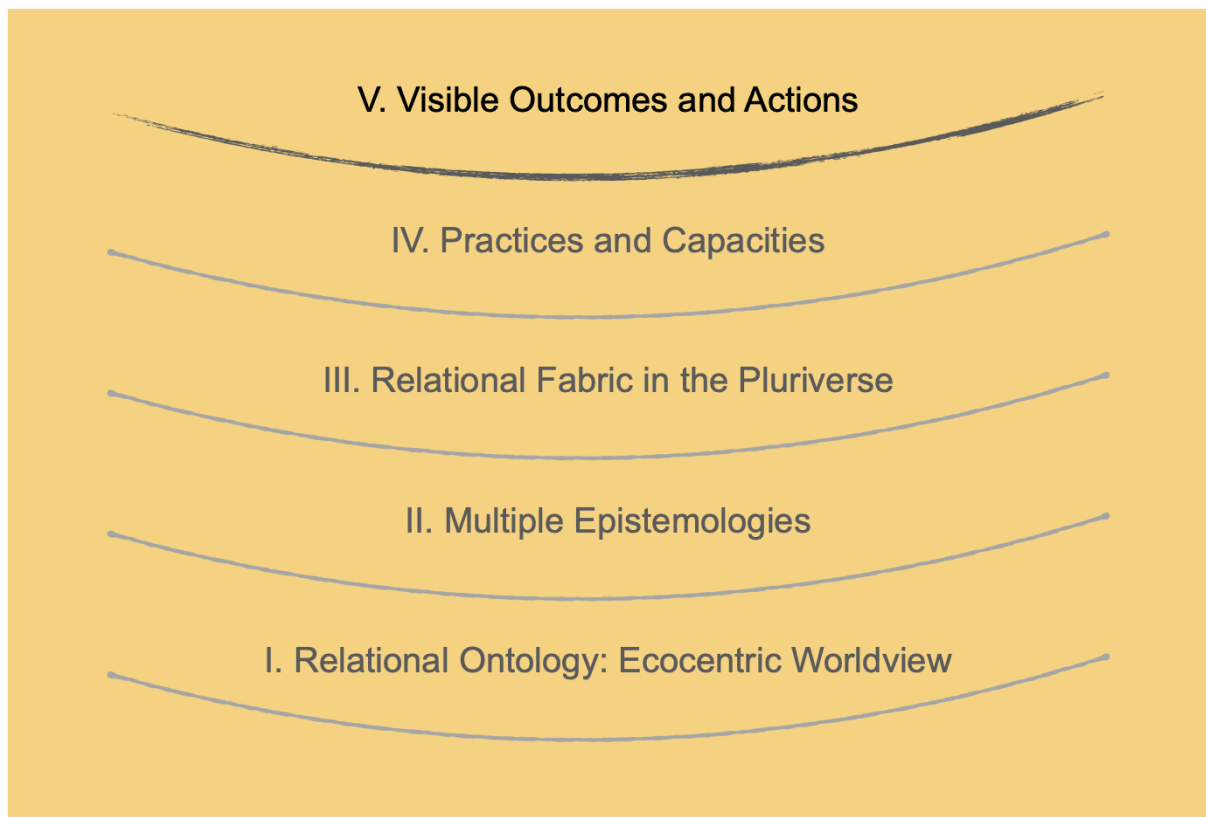 V. Visible Outcomes and Actions
IV. Practices and Capacities
III. Relational Fabric in the Pluriverse
II. Multiple Epistemologies
I. Relational Ontology: Ecocentric Worldview